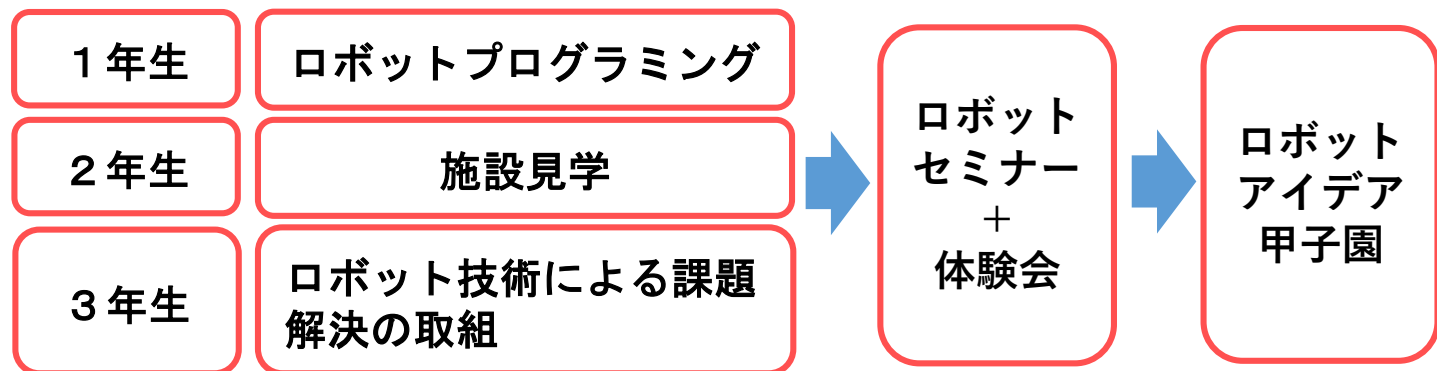 １年生
ロボットプログラミング
２年生
施設見学
３年生
ロボット技術による課題
解決の取組
ロボット
セミナー
＋
体験会
ロボット
アイデア
甲子園